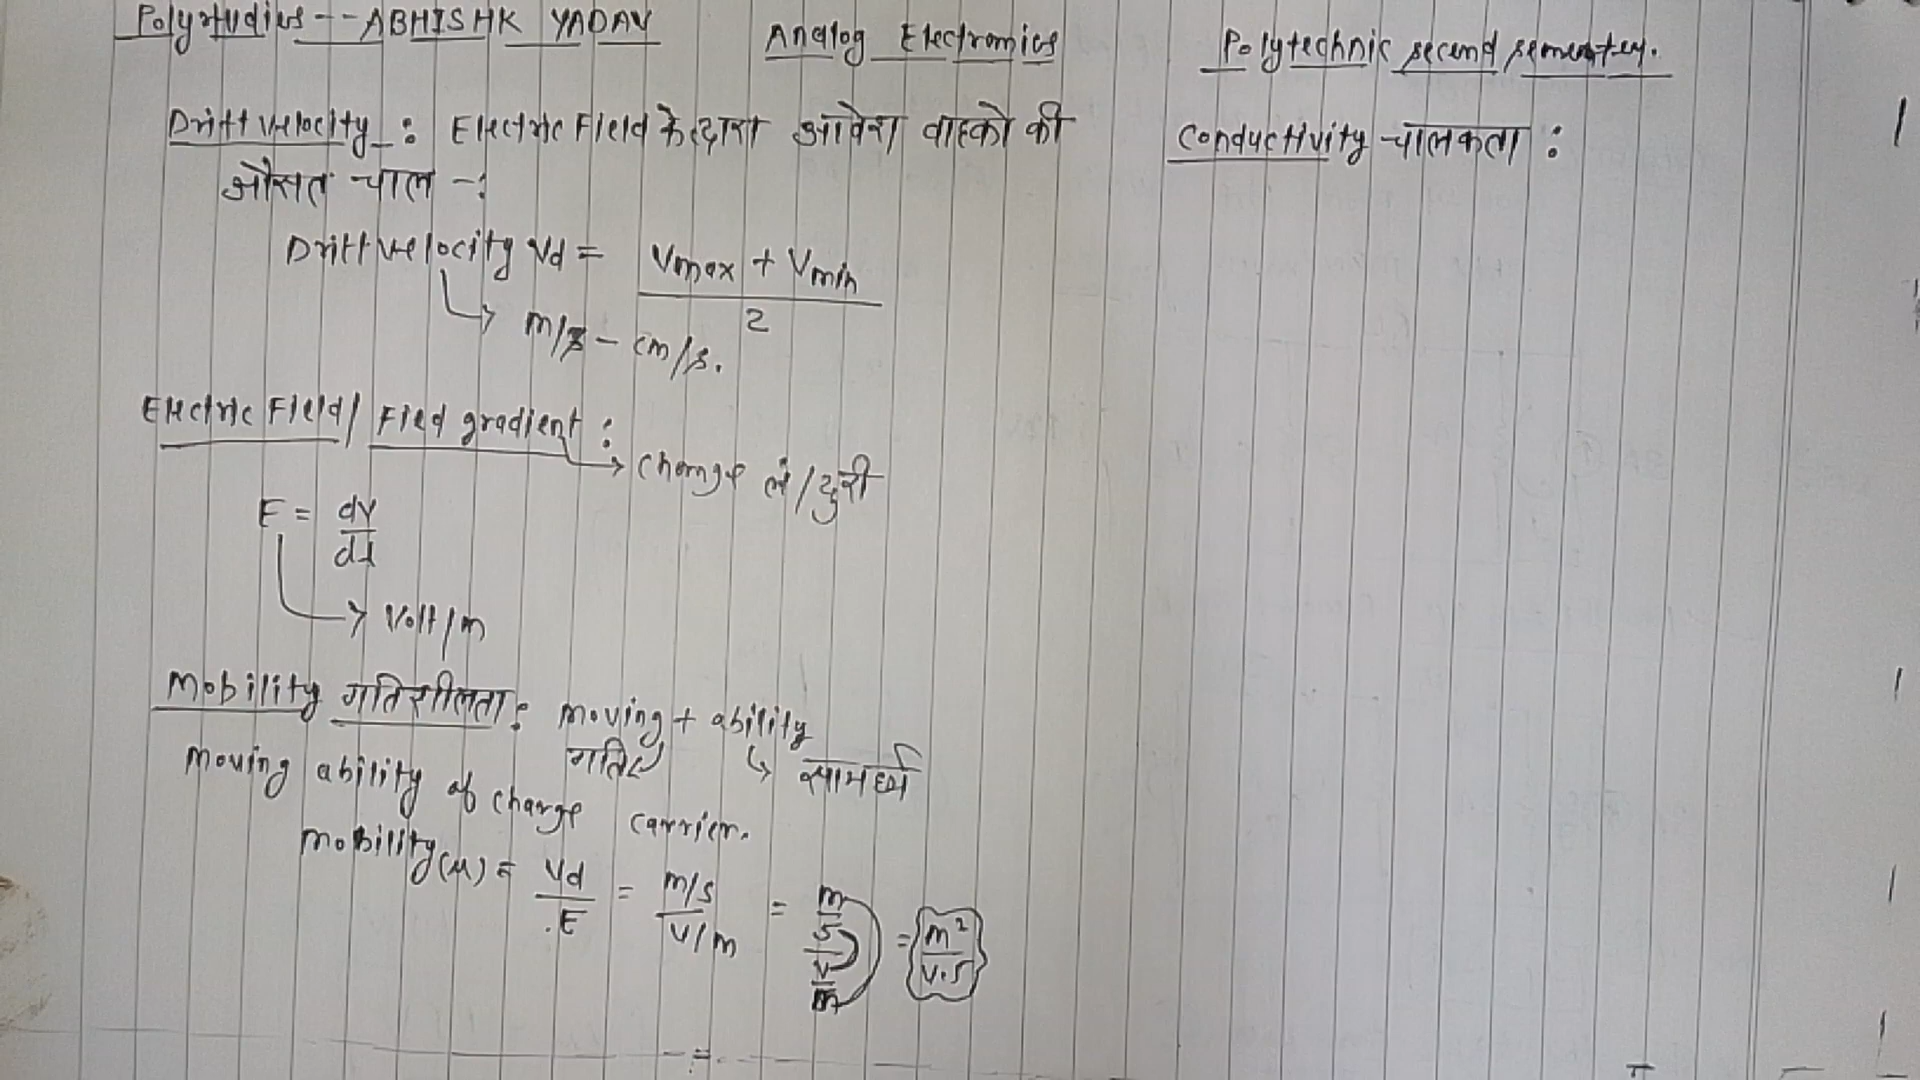 Polystudies -- ABHISHK YADAV
Analog Electronics
Polytechnic second semester.
Drift velocity : Electric Field के द्वारा आवेश वाहको की
औसत चाल -:
Drift velocity Vd = Vmax + Vmin / 2
m/s - cm/s.
Electric Field / Fied gradient :
Change लं / दुरी
E = dv / dx
Volt/m
Mobility गतिशीलता : moving + ability
गति सामर्थ्य
Moving ability of charge carrier.
Mobility (μ) = Vd / E = m/s / V/m = m/s / V/m = m² / V.S
Conductivity चालकता :